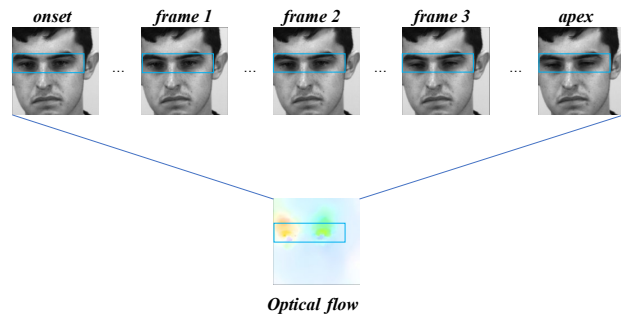 onset
frame 1
frame 2
frame 3
apex
... ... ... ...
Optical flow